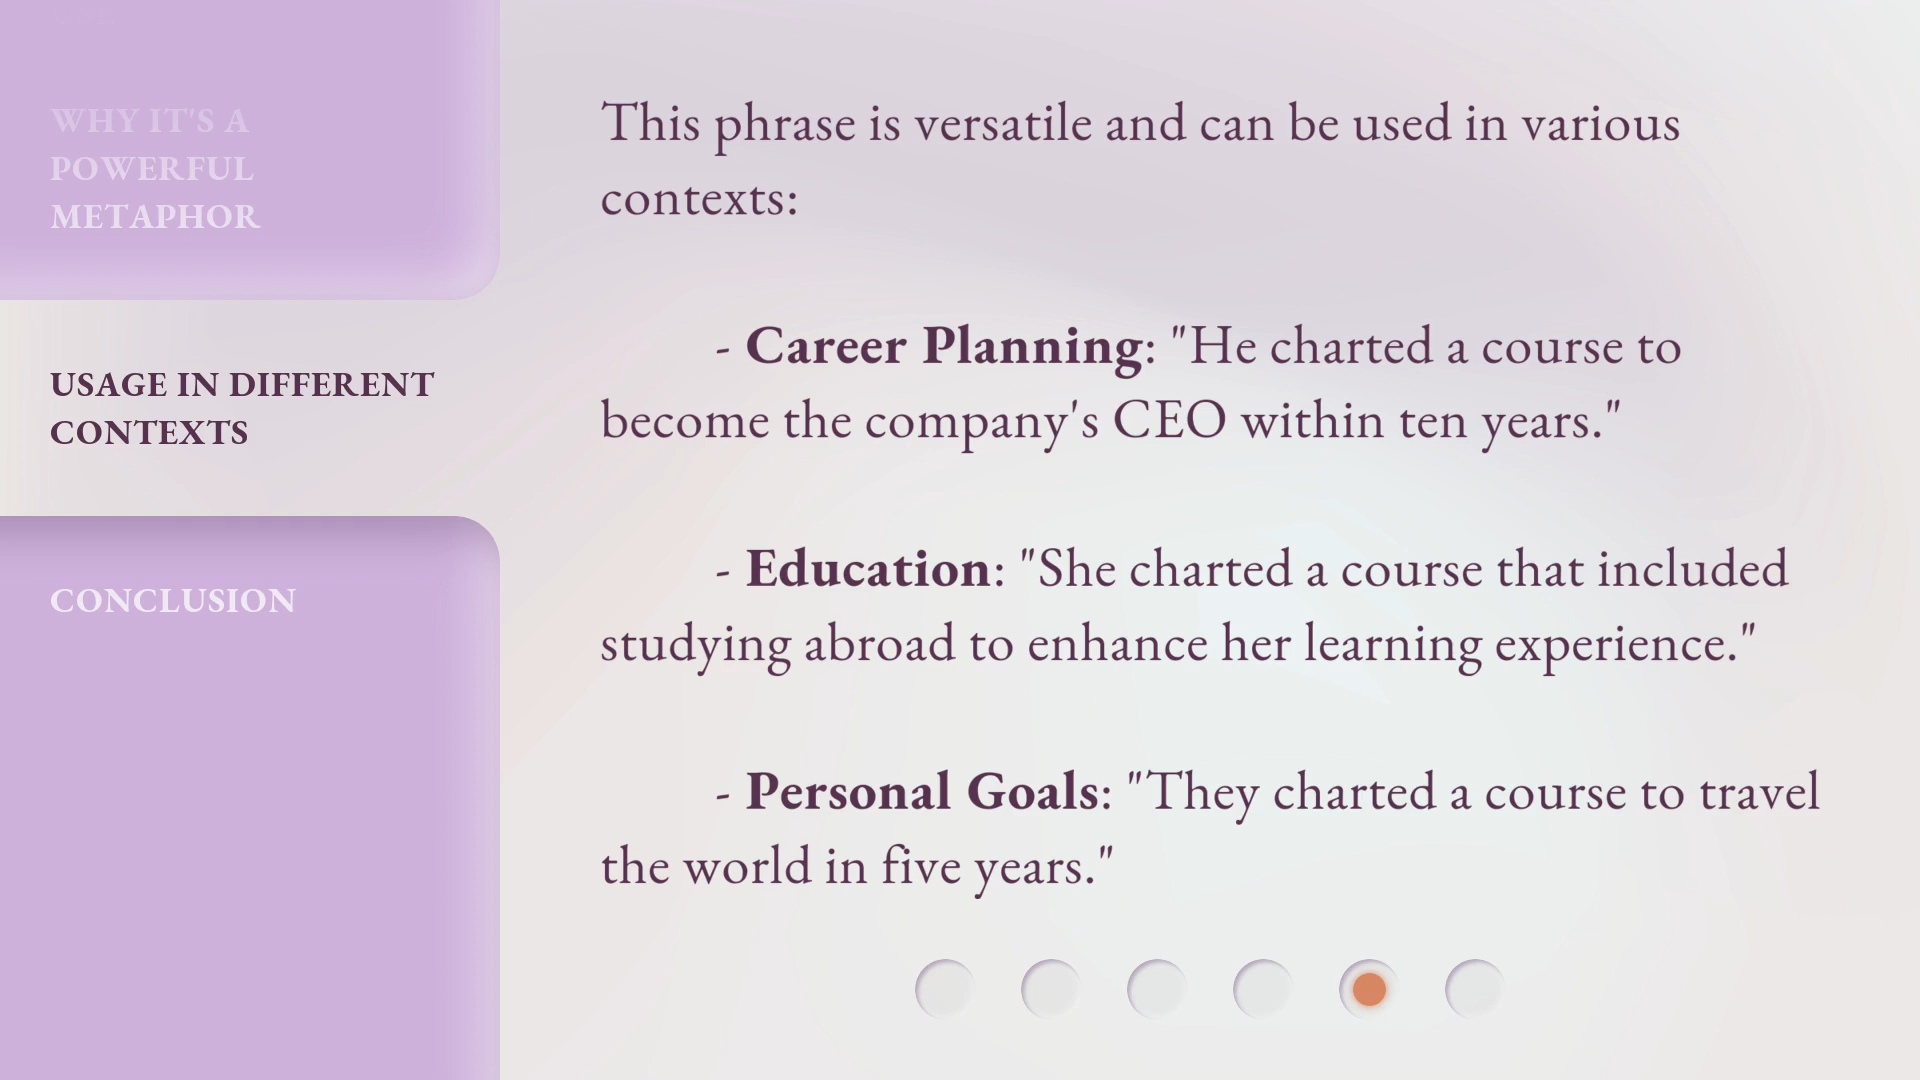 WHY IT'S A
POWERFUL
METAPHOR
USAGE IN DIFFERENT
CONTEXTS
CONCLUSION
This phrase is versatile and can be used in various
contexts:
- Career Planning: "He charted a course to
become the company's CEO within ten years."
- Education: "She charted a course that included
studying abroad to enhance her learning experience."
- Personal Goals: "They charted a course to travel
the world in five years."